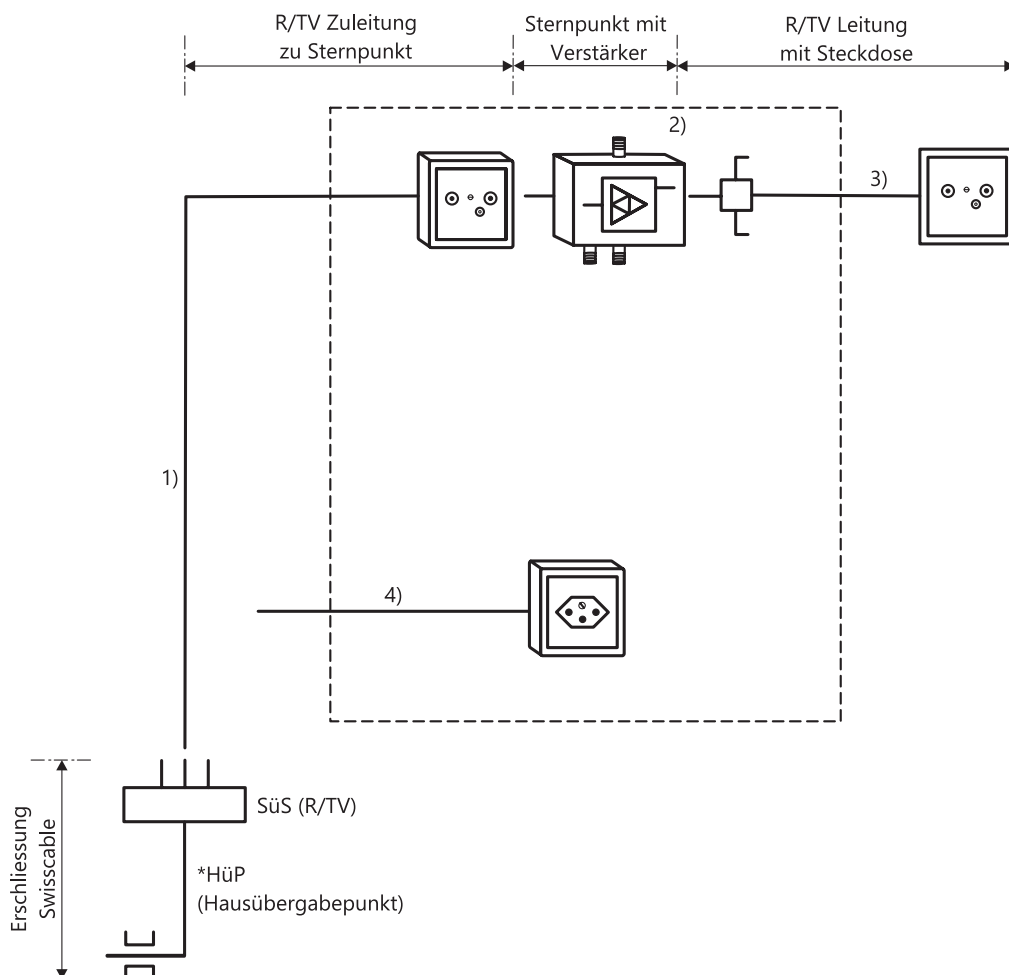 R/TV Zuleitung
zu Sternpunkt
Sternpunkt mit
Verstärker
R/TV Leitung
mit Steckdose
2)
3)
1)
4)
SüS (R/TV)
*HüP
(Hausübergabepunkt)
Erschliessung
Swisscable